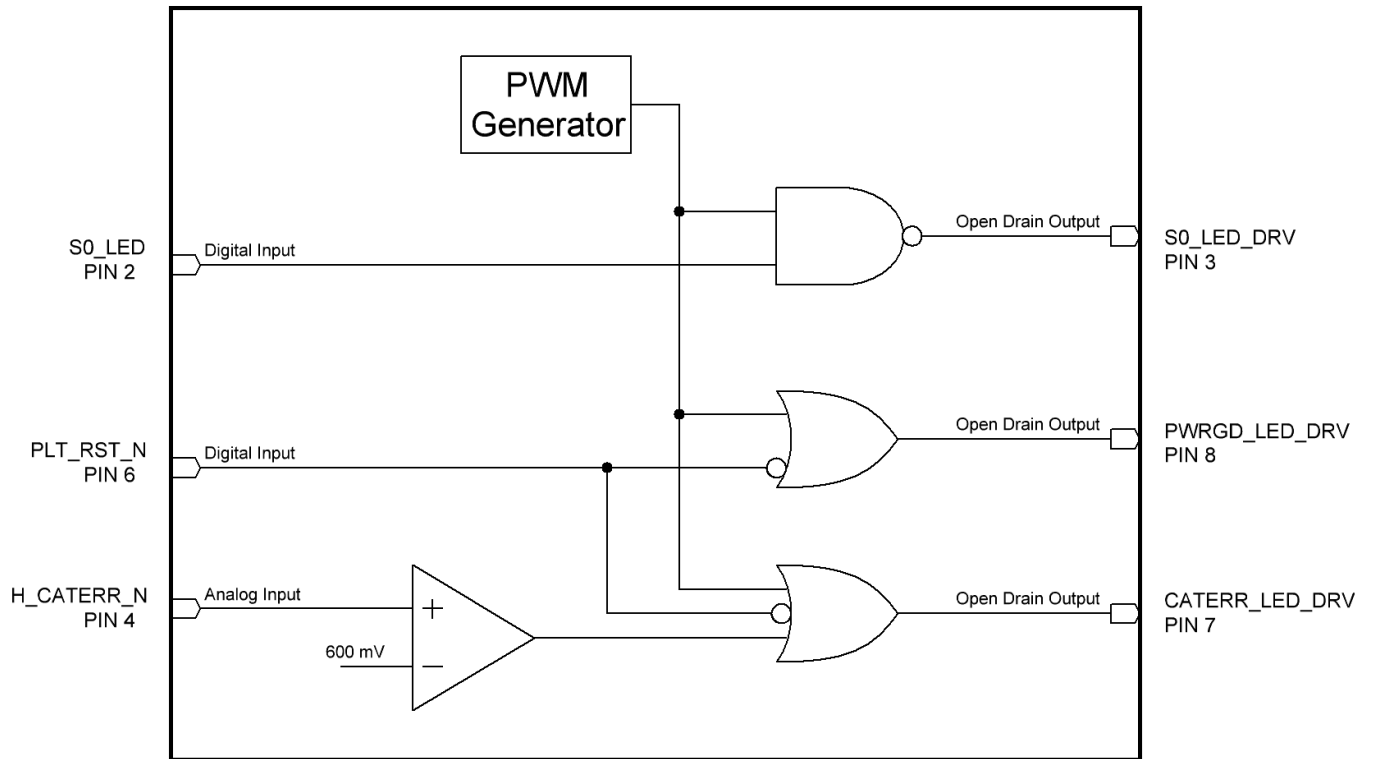 PWM
Generator
S0_LED
PIN 2
Digital Input
Open Drain Output
S0_LED_DRV
PIN 3
PLT_RST_N
PIN 6
Digital Input
Open Drain Output
PWRGD_LED_DRV
PIN 8
H_CATERR_N
PIN 4
Analog Input
+
600 mV
−
Open Drain Output
CATERR_LED_DRV
PIN 7